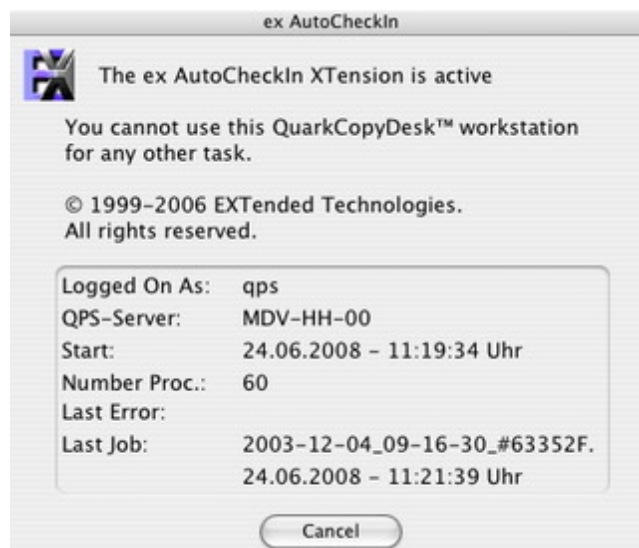 ex AutoCheckIn
The ex AutoCheckIn XTension is active
You cannot use this QuarkCopyDesk™ workstation
for any other task.
© 1999–2006 EXTended Technologies.
All rights reserved.
Logged On As: qps
QPS–Server: MDV–HH–00
Start: 24.06.2008 – 11:19:34 Uhr
Number Proc.: 60
Last Error:
Last Job: 2003–12–04_09–16–30_#63352F.
24.06.2008 – 11:21:39 Uhr
Cancel